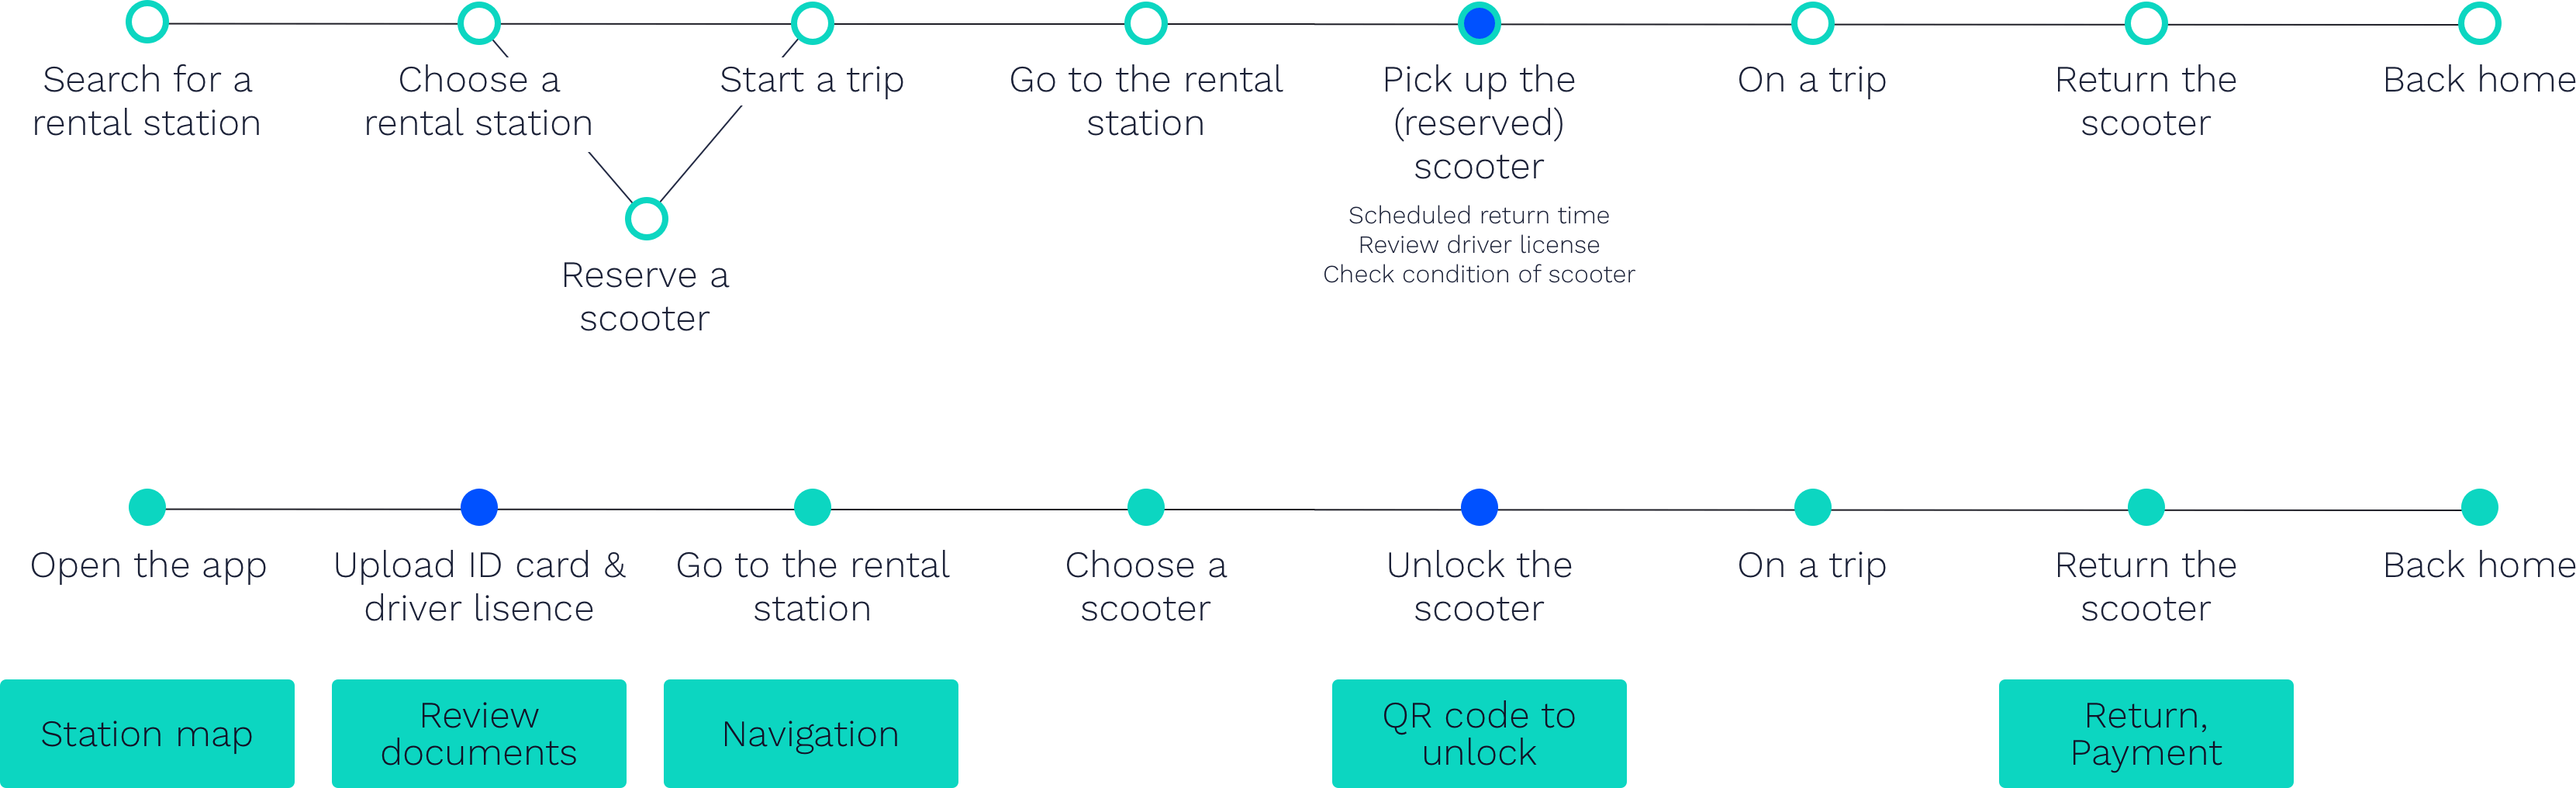 Search for a
rental station
Choose a
rental station
Start a trip
Go to the rental
station
Pick up the
(reserved)
scooter
Scheduled return time
Review driver license
Check condition of scooter
On a trip
Return the
scooter
Back home
Reserve a
scooter
Open the app
Upload ID card &
driver lisence
Go to the rental
station
Choose a
scooter
Unlock the
scooter
On a trip
Return the
scooter
Back home
Station map
Review
documents
Navigation
QR code to
unlock
Return,
Payment